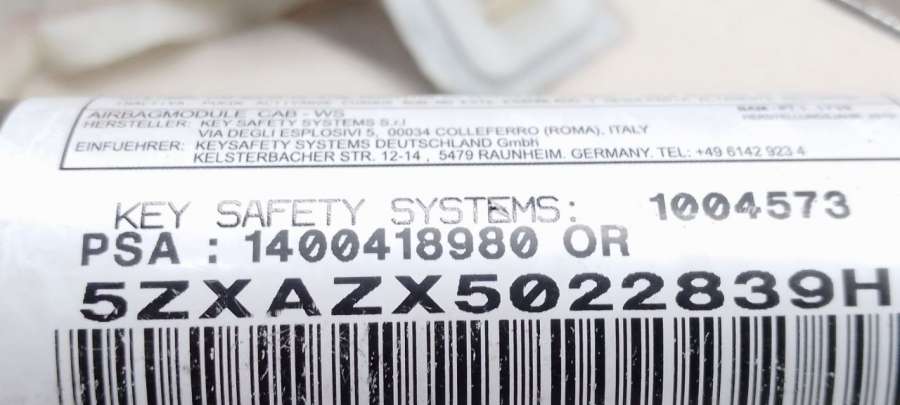 AIRBAGMODULE CAB - WS
HERSTELLER: KEY SAFETY SYSTEMS S.r.l
VIA DEGLI ESPLOSIVI 5, 00034 COLLEFERRO (ROMA), ITALY
EINFUEHRER: KEYSAFETY SYSTEMS DEUTSCHLAND GmbH
KELSTERBACHER STR. 12-14 , 5479 RAUNHEIM. GERMANY. TEL: +49 6142 923 4
KEY SAFETY SYSTEMS: 1004573
PSA : 1400418980 OR
5ZXAZX5022839H